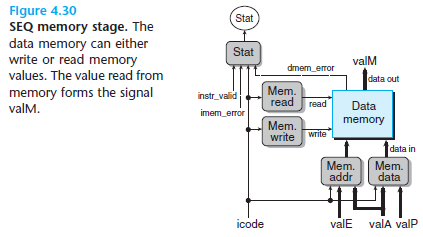 Figure 4.30
SEQ memory stage. The
data memory can either
write or read memory
values. The value read from
memory forms the signal
valM.
Stat
Stat
dmem_error
valM
data out
instr_valid
imem_error
Mem.
read
read
Data
memory
Mem.
write
write
data in
Mem.
addr
Mem.
data
icode
valE
valA
valP